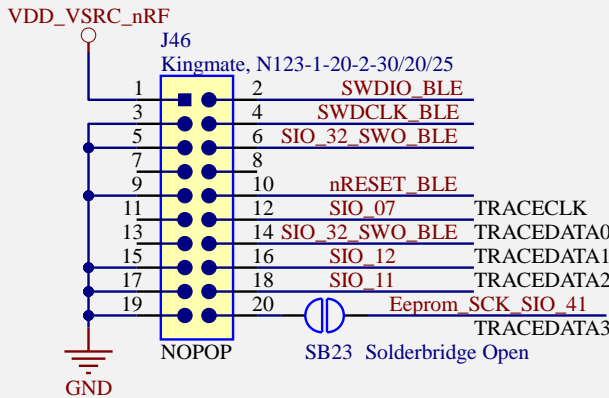 VDD_VSRC_nRF
J46
Kingmate, N123-1-20-2-30/20/25
1 2 SWDIO_BLE
3 4 SWDCLK_BLE
5 6 SIO_32_SWO_BLE
7 8
9 10 nRESET_BLE
11 12 SIO_07 TRACECLK
13 14 SIO_32_SWO_BLE TRACEDATA0
15 16 SIO_12 TRACEDATA1
17 18 SIO_11 TRACEDATA2
19 20 Eeprom_SCK_SIO_41
TRACEDATA3
NOPOP SB23 Solderbridge Open
GND